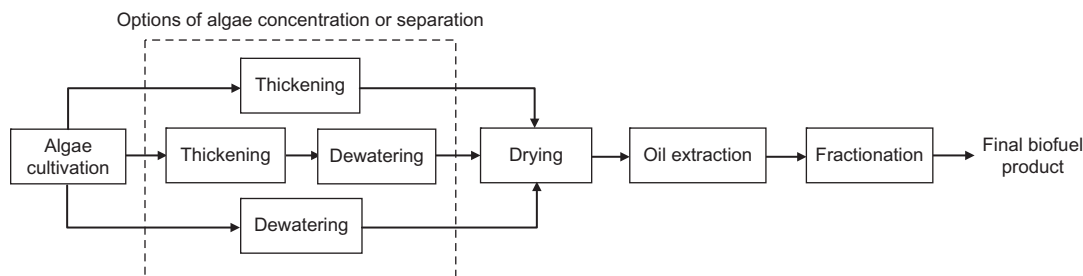 Options of algae concentration or separation
Thickening
Algae
cultivation
Thickening
Dewatering
Drying
Oil extraction
Fractionation
Final biofuel
product
Dewatering